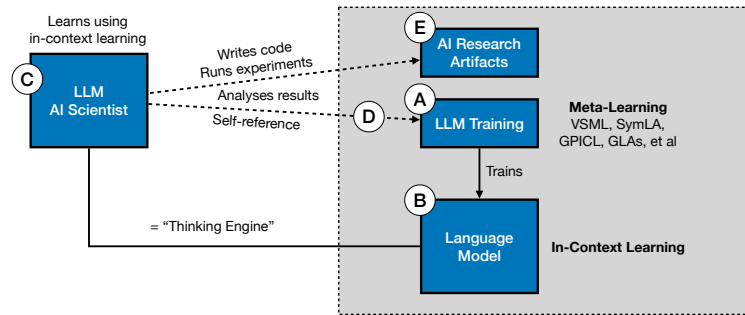 Learns using
in-context learning
C
LLM
AI Scientist
Writes code
Runs experiments
Analyses results
Self-reference
D
E
AI Research
Artifacts
A
LLM Training
Meta-Learning
VSML, SymLA,
GPICL, GLAs, et al
Trains
B
Language
Model
In-Context Learning
= “Thinking Engine”